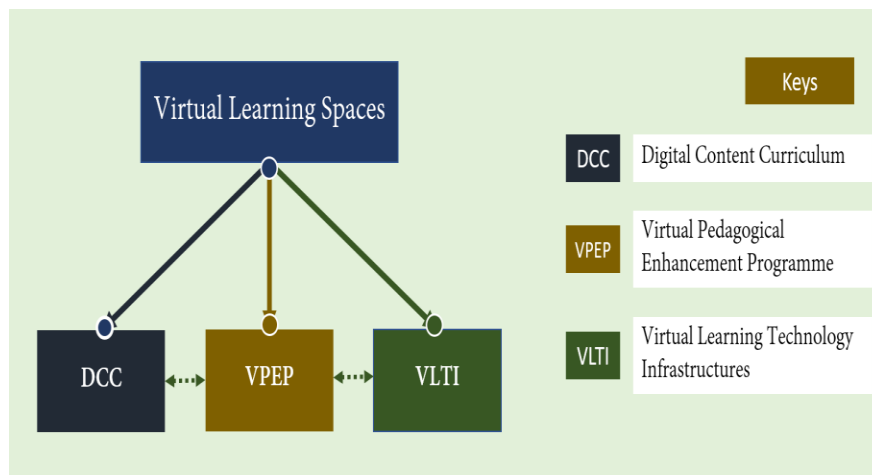 Virtual Learning Spaces
DCC
VPEP
VLTI
Keys
DCC
Digital Content Curriculum
VPEP
Virtual Pedagogical
Enhancement Programme
VLTI
Virtual Learning Technology
Infrastructures